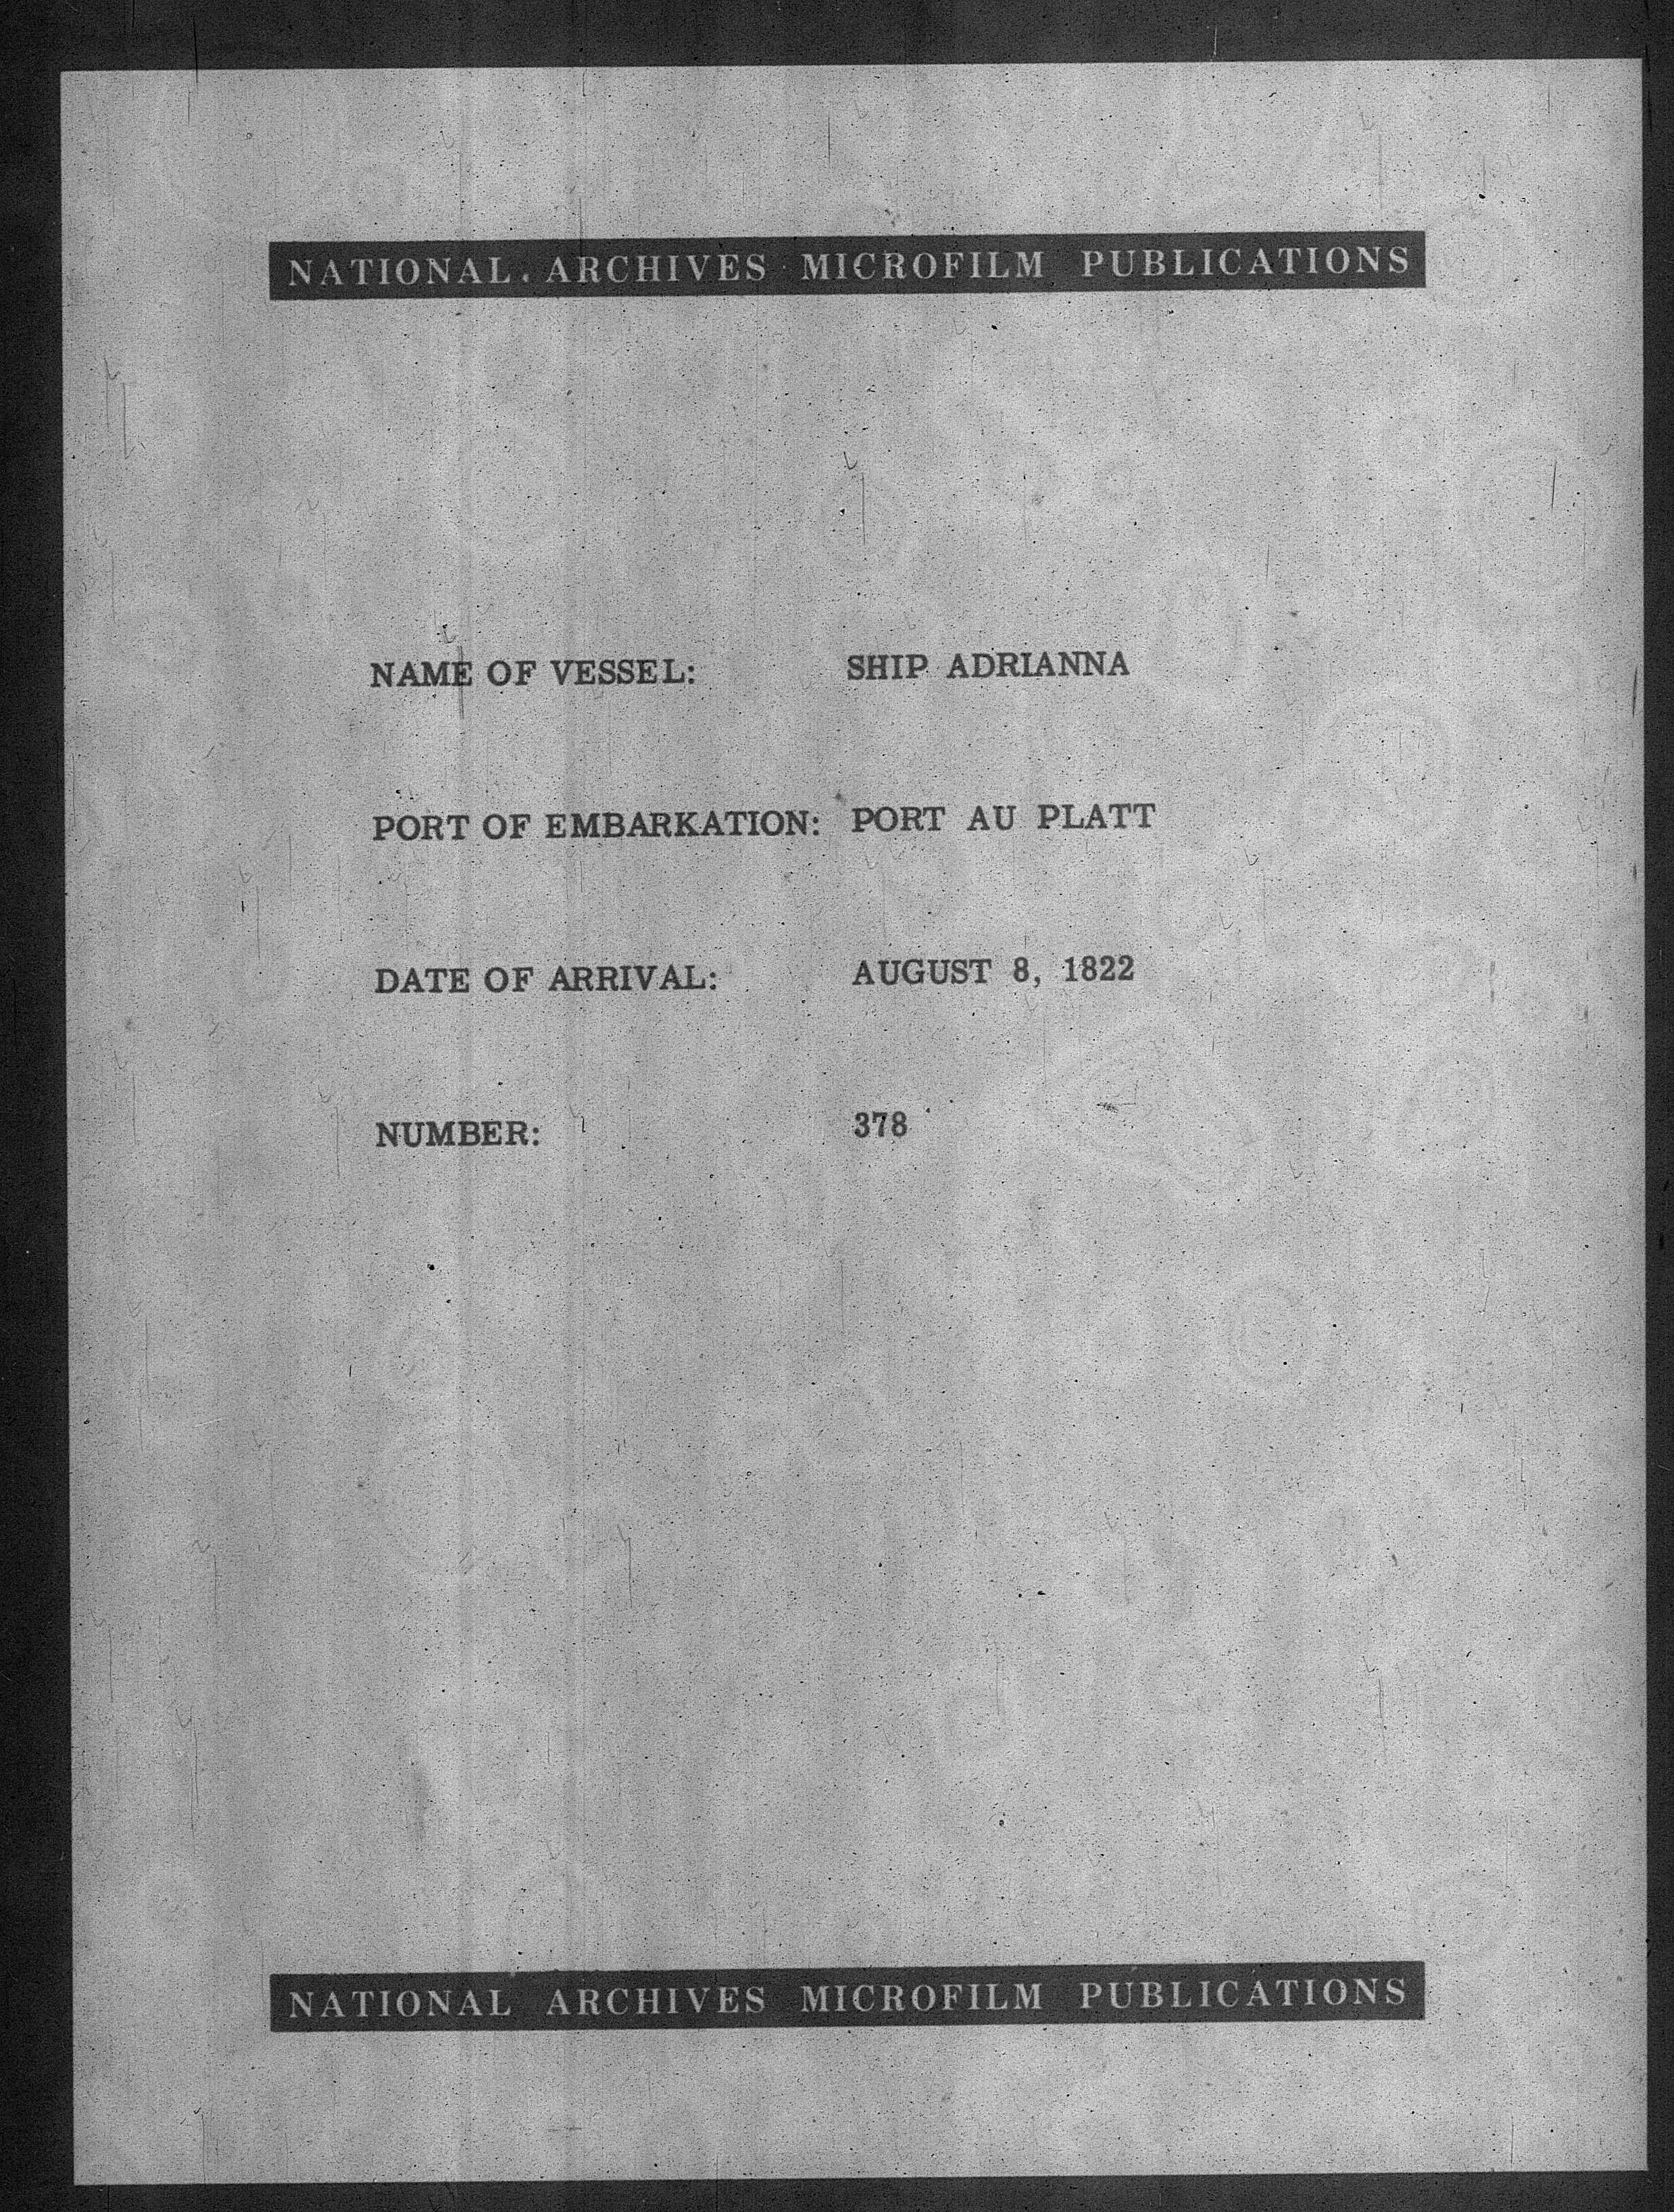 NATIONAL ARCHIVES MICROFILM PUBLICATIONS
NAME OF VESSEL: SHIP ADRIANNA
PORT OF EMBARKATION: PORT AU PLATT
DATE OF ARRIVAL: AUGUST 8, 1822
NUMBER: 378
NATIONAL ARCHIVES MICROFILM PUBLICATIONS